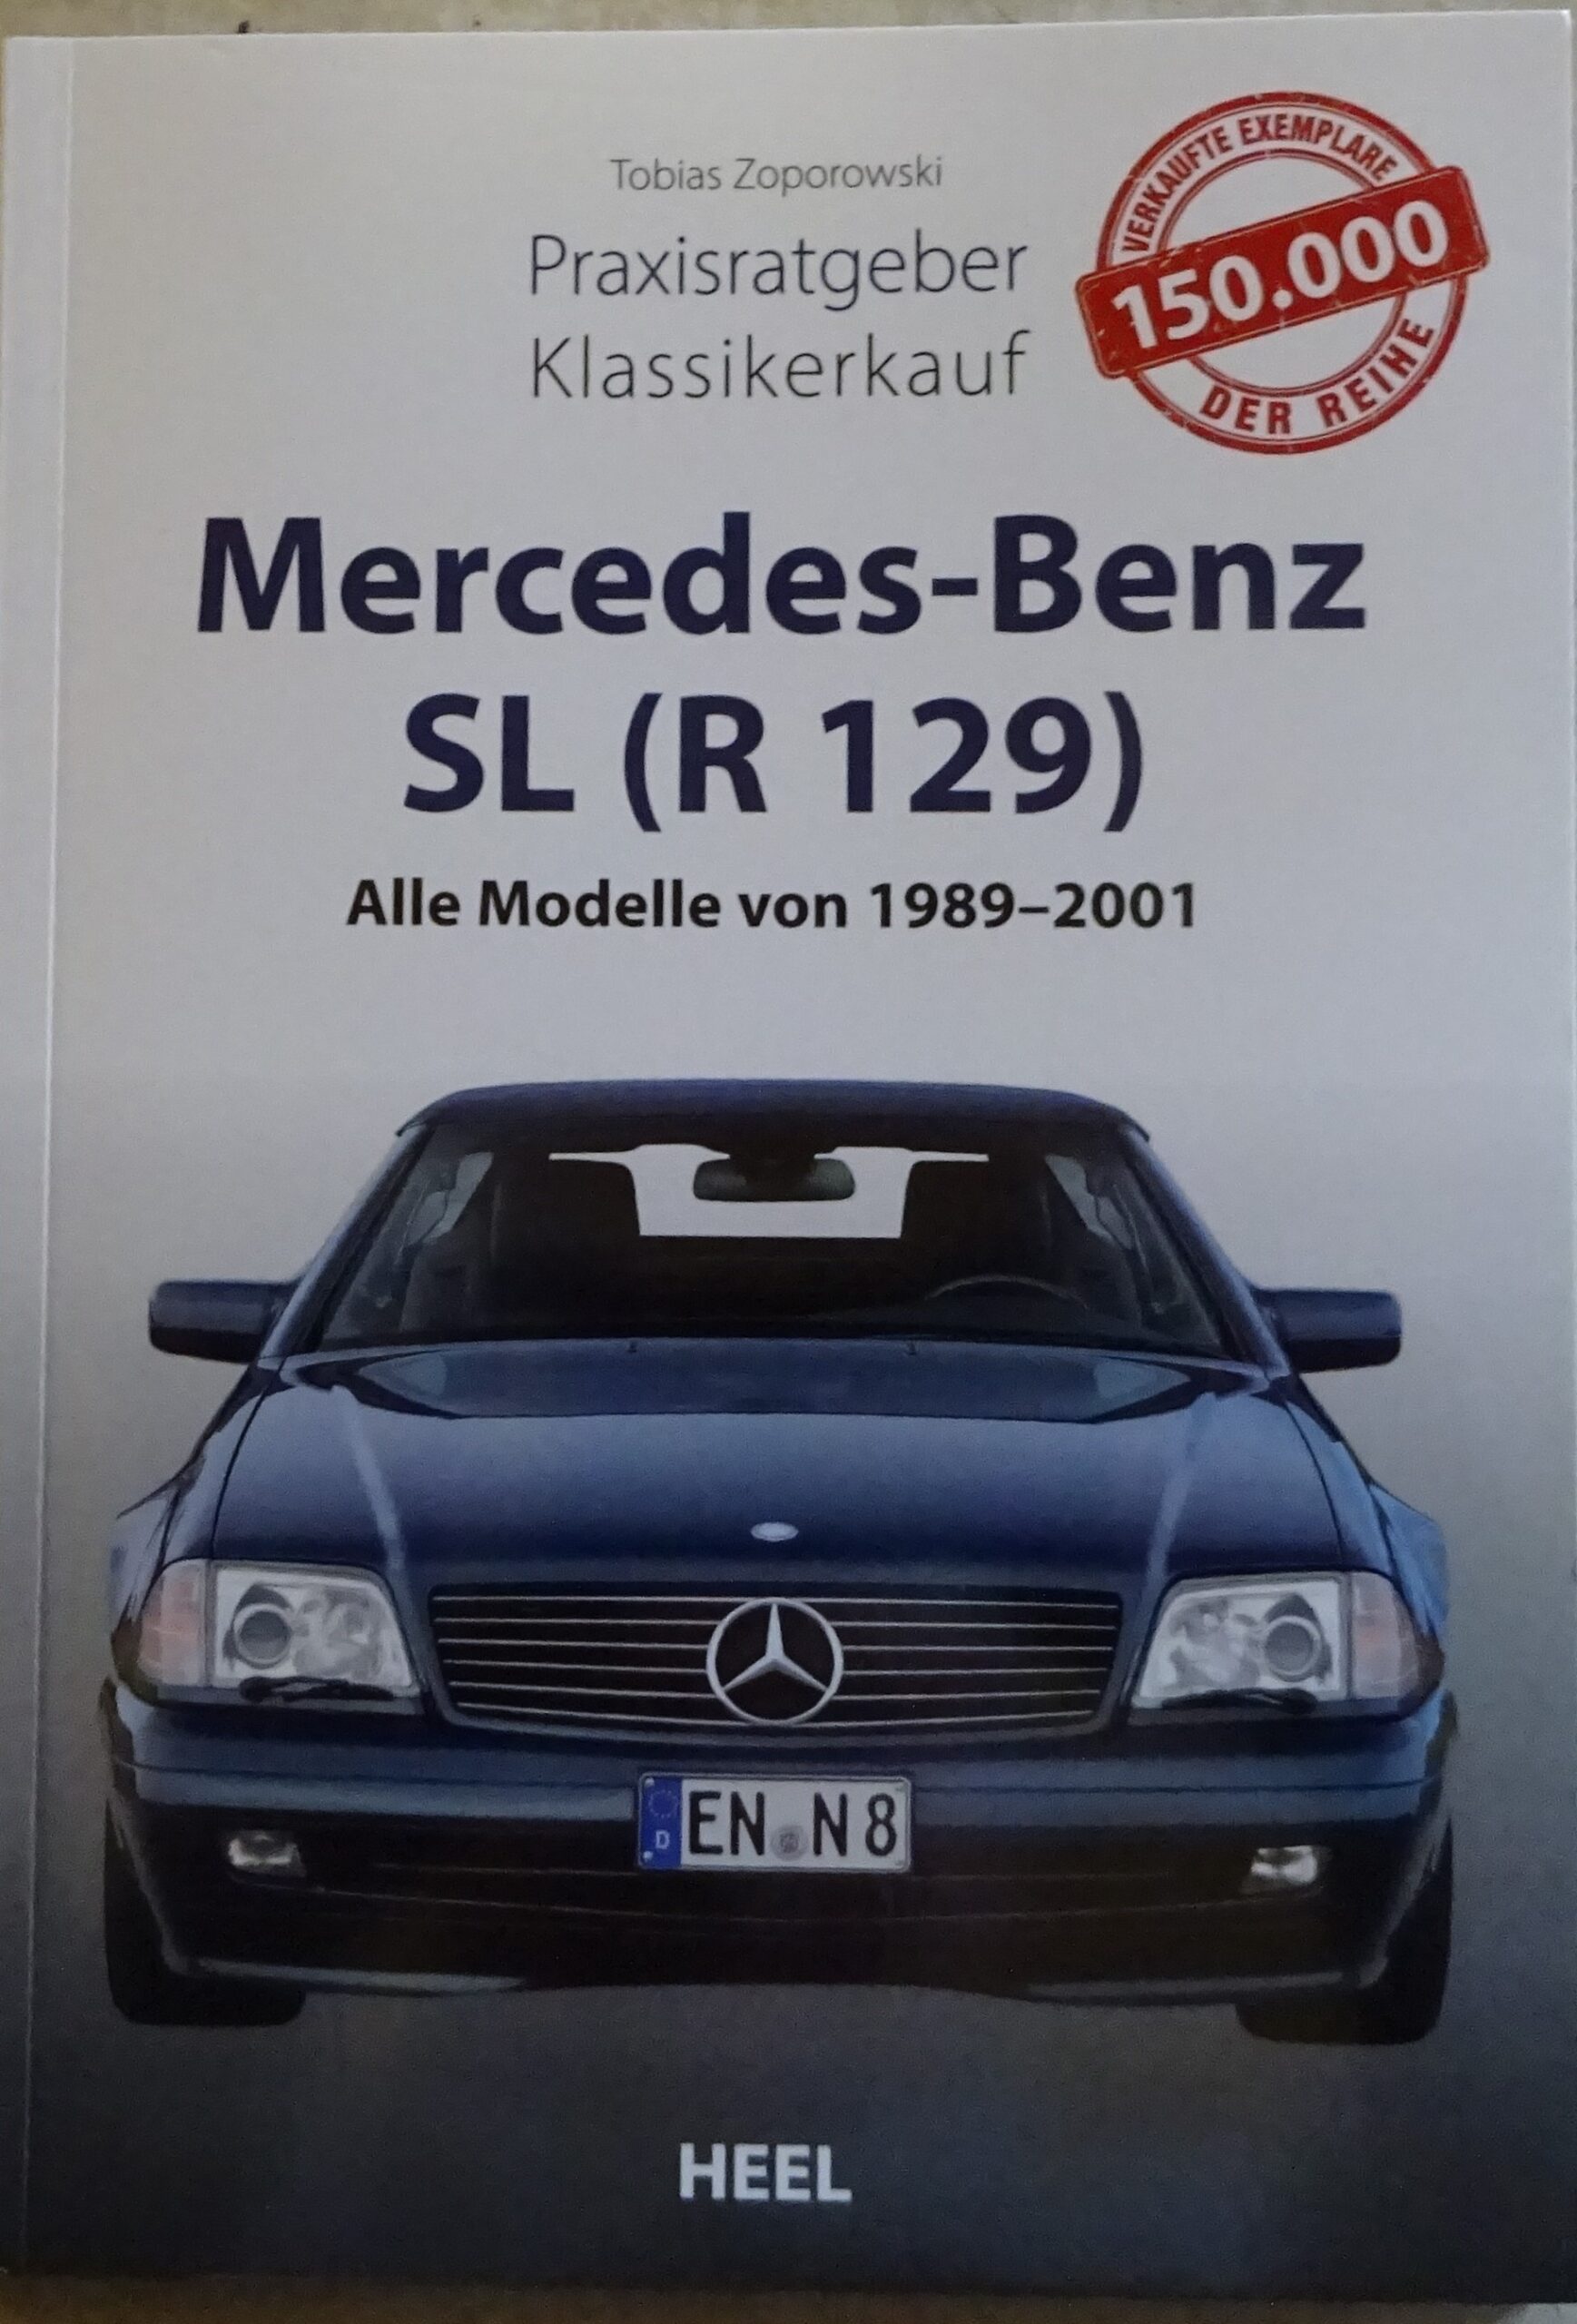 Tobias Zoporowski
Praxisratgeber
Klassikerkauf
VERKAUFTE EXEMPLARE
150.000
DER REIHE
Mercedes-Benz
SL (R 129)
Alle Modelle von 1989–2001
D EN N 8
HEEL